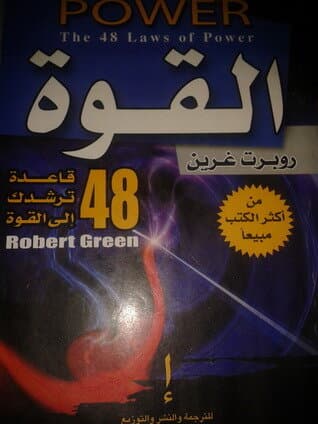 POWER
The 48 Laws of Power
القوة
روبرت غرين
48 قاعدة
ترشدك
إلى القوة
Robert Green
من
أكثر الكتب
مبيعاً
إ
للترجمة والنشر والتوزيع